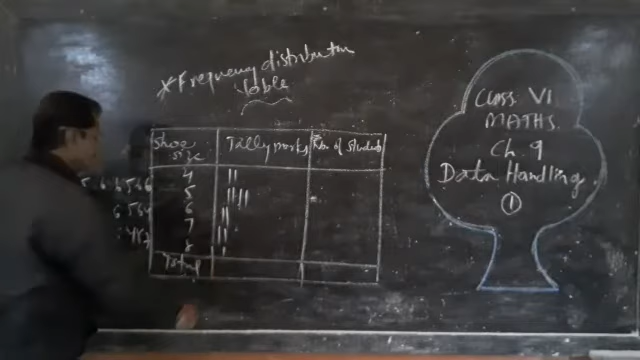 * Frequency distribution
table
Shoe size | Tally marks | No. of students
4 | ||
5 | ||||
6 | ||
7 | ||
8 | |
Total
Class VI
MATHS
Ch. 9
Data Handling
1